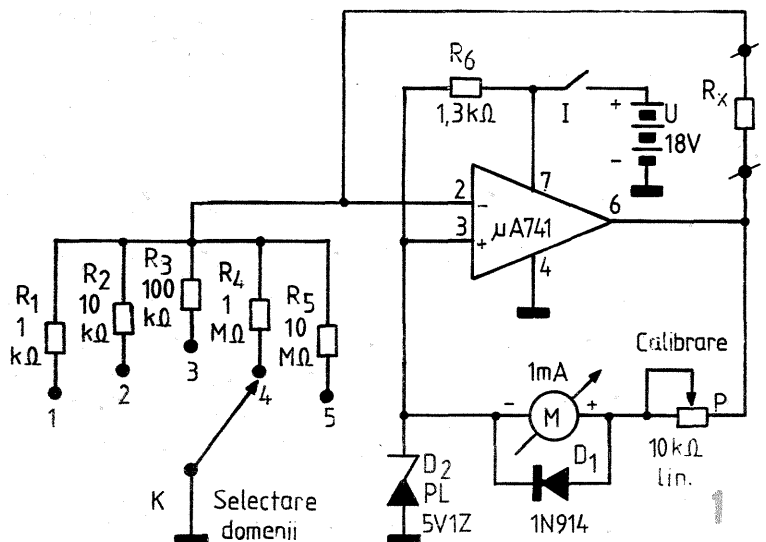 R6
1,3kΩ
I
+
U
18V
-
Rx
2
-
7
3
+
µA741
6
4
R1
1
kΩ
R2
10
kΩ
R3
100
kΩ
R4
1
MΩ
R5
10
MΩ
1
2
3
4
5
K
Selectare
domenii
1mA
-
M
+
Calibrare
P
10kΩ
lin.
D1
1N914
D2
PL
5V1Z
1